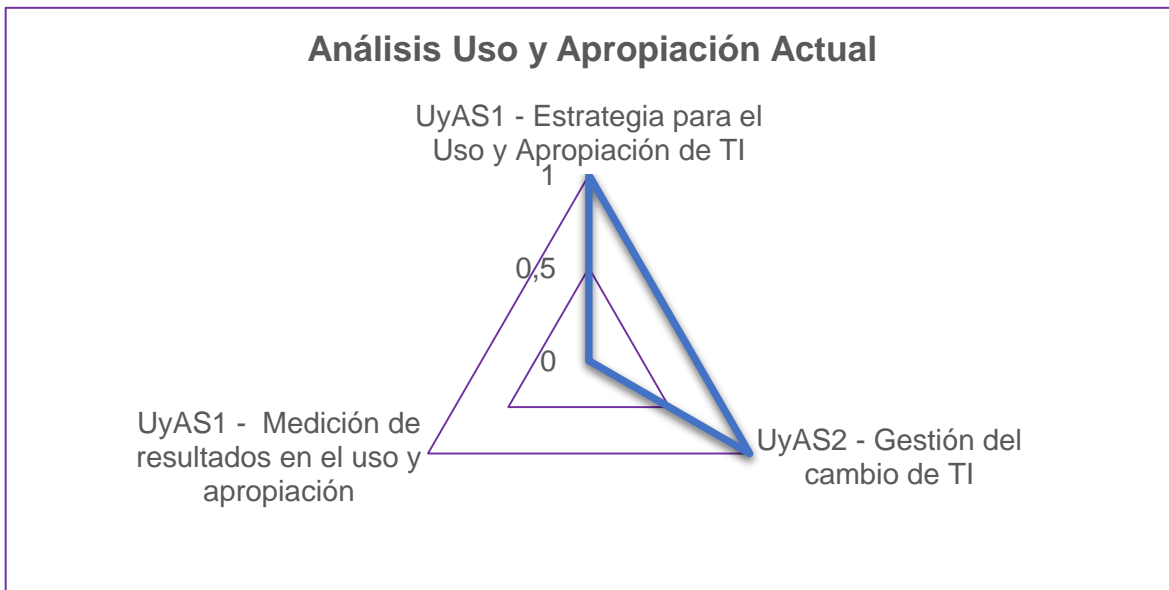 Análisis Uso y Apropiación Actual
UyAS1 - Estrategia para el
Uso y Apropiación de TI
1
0,5
0
UyAS2 - Gestión del
cambio de TI
UyAS1 -  Medición de
resultados en el uso y
apropiación